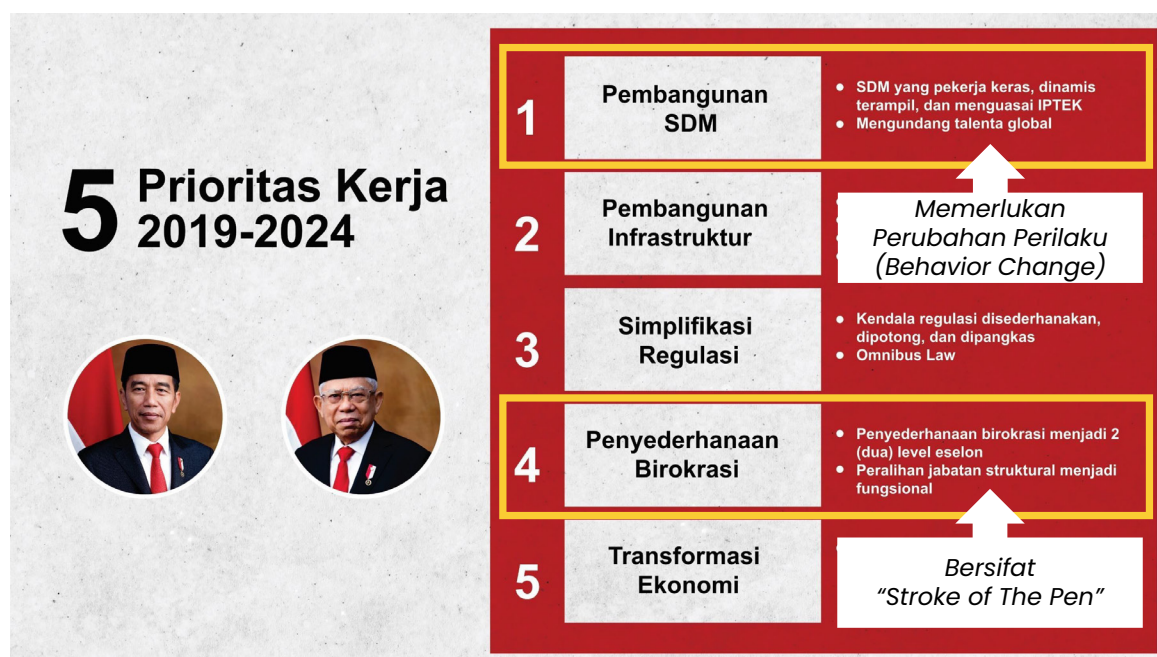 5 Prioritas Kerja
2019-2024
1
Pembangunan
SDM
● SDM yang pekerja keras, dinamis
terampil, dan menguasai IPTEK
● Mengundang talenta global
Memerlukan
Perubahan Perilaku
(Behavior Change)
2
Pembangunan
Infrastruktur
3
Simplifikasi
Regulasi
● Kendala regulasi disederhanakan,
dipotong, dan dipangkas
● Omnibus Law
4
Penyederhanaan
Birokrasi
● Penyederhanaan birokrasi menjadi 2
(dua) level eselon
● Peralihan jabatan struktural menjadi
fungsional
5
Transformasi
Ekonomi
Bersifat
“Stroke of The Pen”